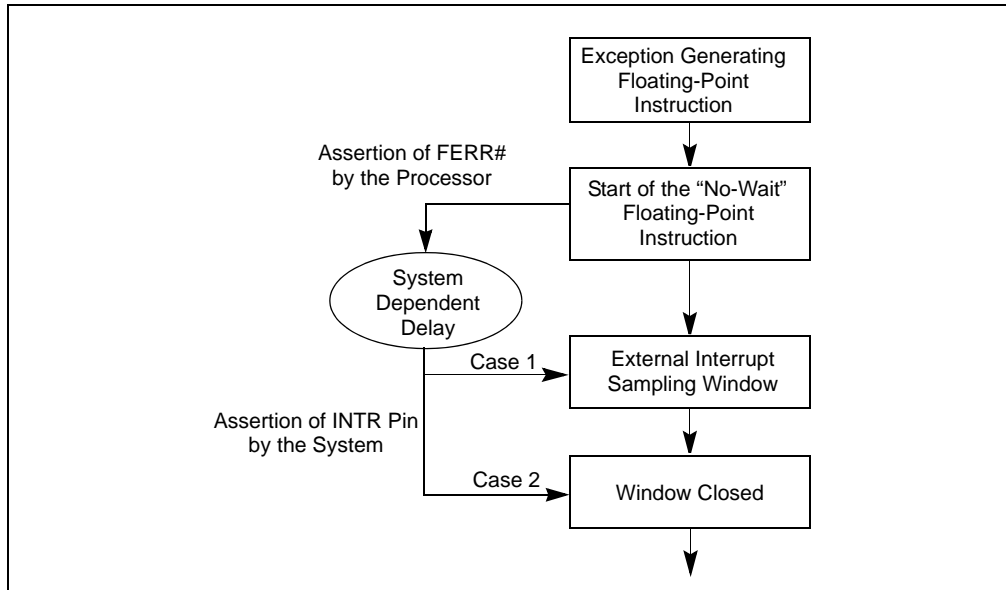 Exception Generating
Floating-Point
Instruction
Assertion of FERR#
by the Processor
Start of the “No-Wait”
Floating-Point
Instruction
System
Dependent
Delay
Case 1
External Interrupt
Sampling Window
Assertion of INTR Pin
by the System
Case 2
Window Closed